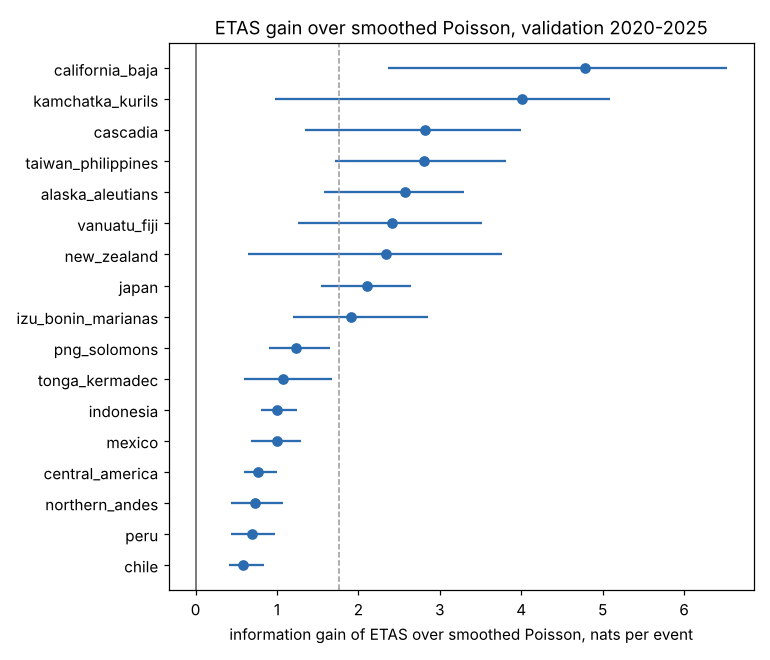 ETAS gain over smoothed Poisson, validation 2020-2025
california_baja
kamchatka_kurils
cascadia
taiwan_philippines
alaska_aleutians
vanuatu_fiji
new_zealand
japan
izu_bonin_marianas
png_solomons
tonga_kermadec
indonesia
mexico
central_america
northern_andes
peru
chile
0 1 2 3 4 5 6
information gain of ETAS over smoothed Poisson, nats per event